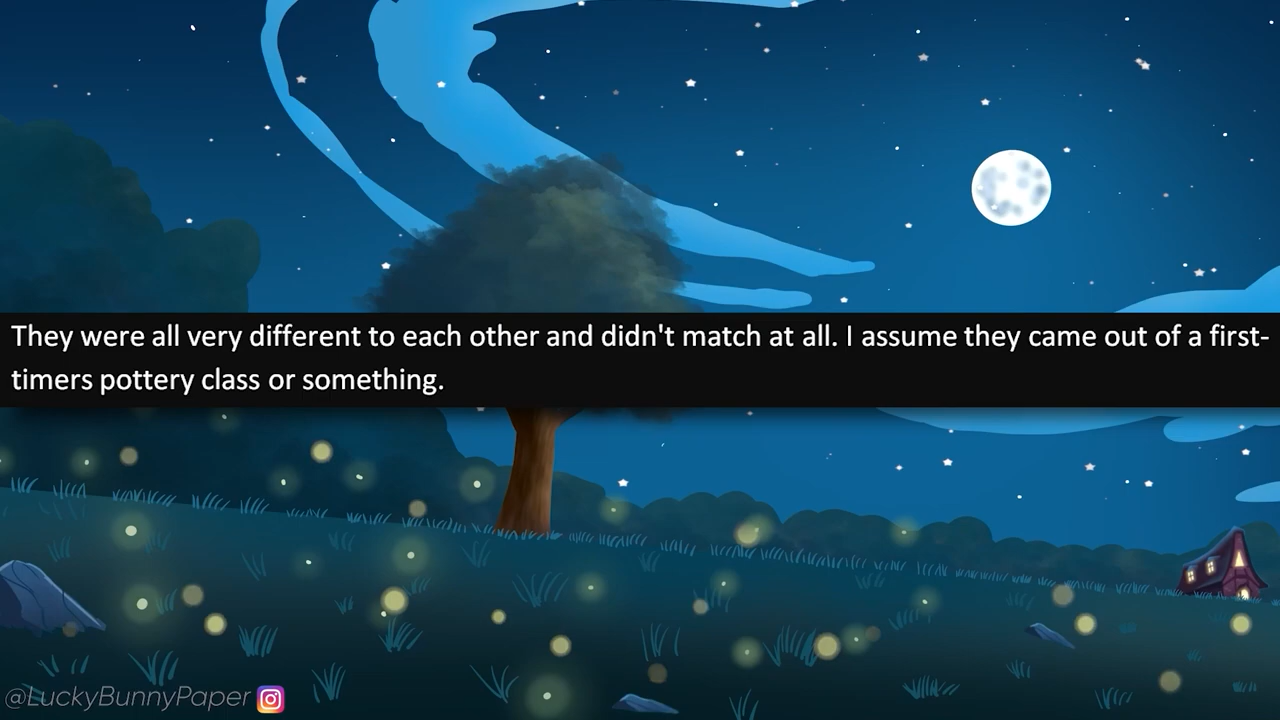 They were all very different to each other and didn't match at all. I assume they came out of a first-
timers pottery class or something.
@LuckyBunnyPaper